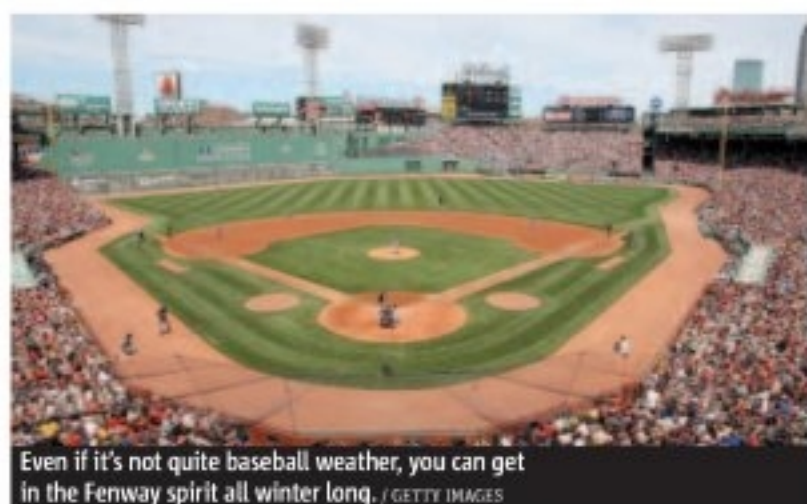 Even if it's not quite baseball weather, you can get
in the Fenway spirit all winter long. / GETTY IMAGES